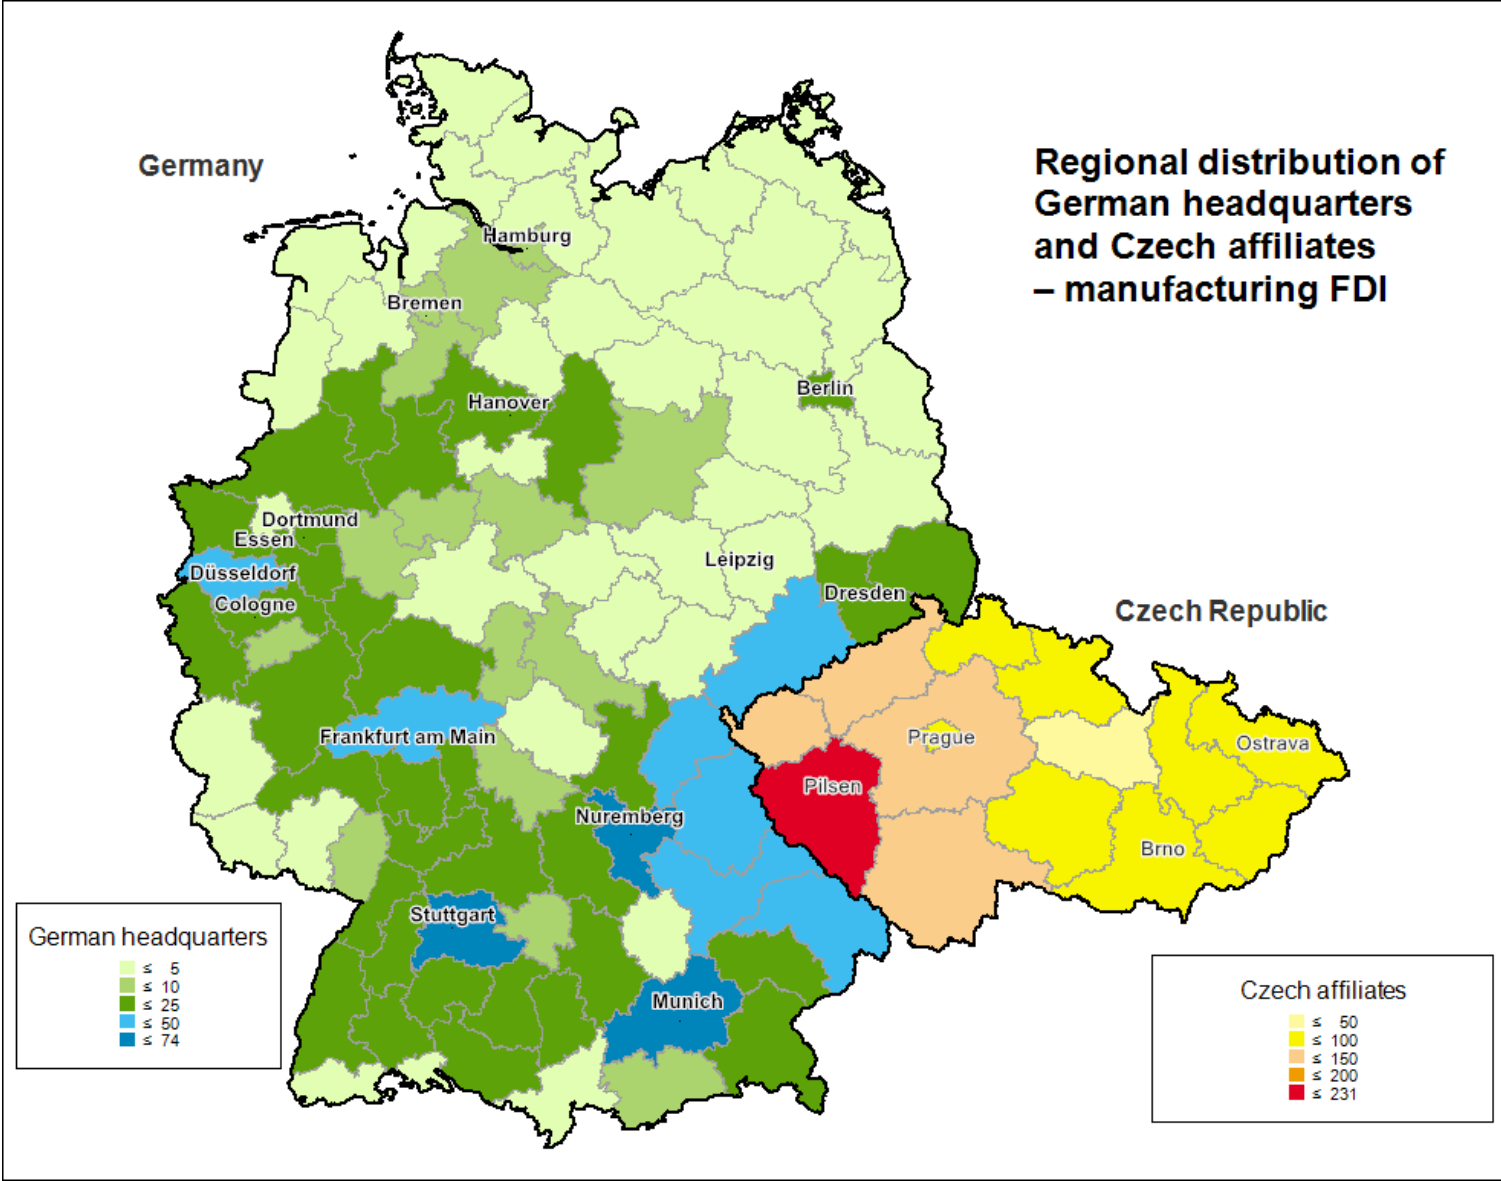 Regional distribution of
German headquarters
and Czech affiliates
– manufacturing FDI
Germany
Hamburg
Bremen
Berlin
Hanover
Dortmund
Essen
Leipzig
Düsseldorf
Dresden
Cologne
Czech Republic
Frankfurt am Main
Prague
Ostrava
Pilsen
Nuremberg
Brno
Stuttgart
Munich
German headquarters
≤ 5
≤ 10
≤ 25
≤ 50
≤ 74
Czech affiliates
≤ 50
≤ 100
≤ 150
≤ 200
≤ 231